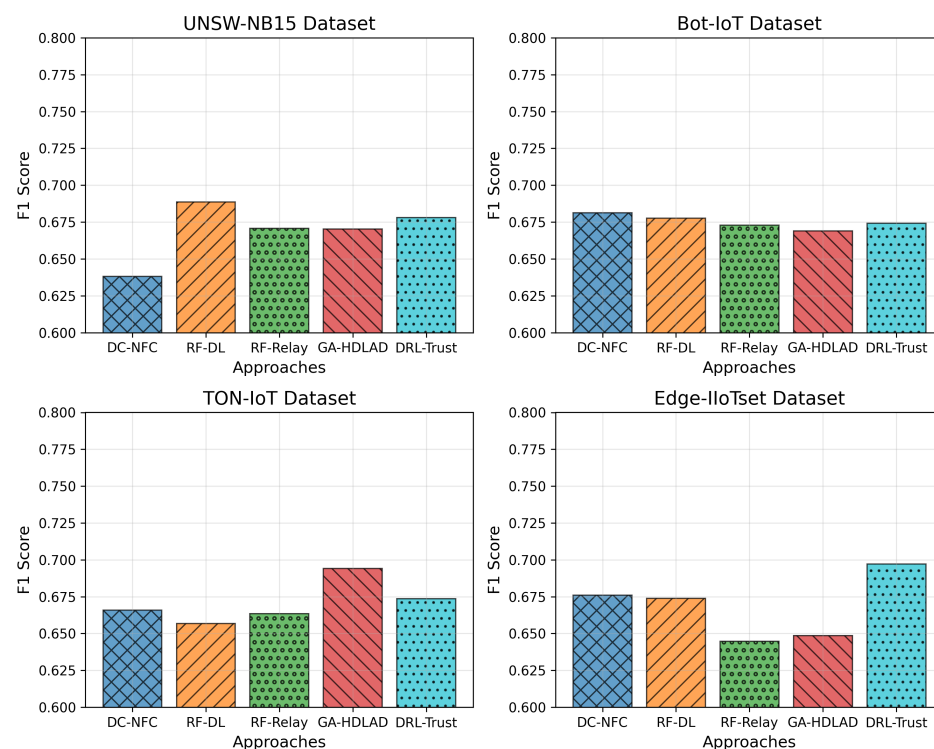 UNSW-NB15 Dataset
0.800
0.775
0.750
0.725
0.700
0.675
0.650
0.625
0.600
F1 Score
DC-NFC RF-DL RF-Relay GA-HDLAD DRL-Trust
Approaches
Bot-IoT Dataset
0.800
0.775
0.750
0.725
0.700
0.675
0.650
0.625
0.600
F1 Score
DC-NFC RF-DL RF-Relay GA-HDLAD DRL-Trust
Approaches
TON-IoT Dataset
0.800
0.775
0.750
0.725
0.700
0.675
0.650
0.625
0.600
F1 Score
DC-NFC RF-DL RF-Relay GA-HDLAD DRL-Trust
Approaches
Edge-IIoTset Dataset
0.800
0.775
0.750
0.725
0.700
0.675
0.650
0.625
0.600
F1 Score
DC-NFC RF-DL RF-Relay GA-HDLAD DRL-Trust
Approaches